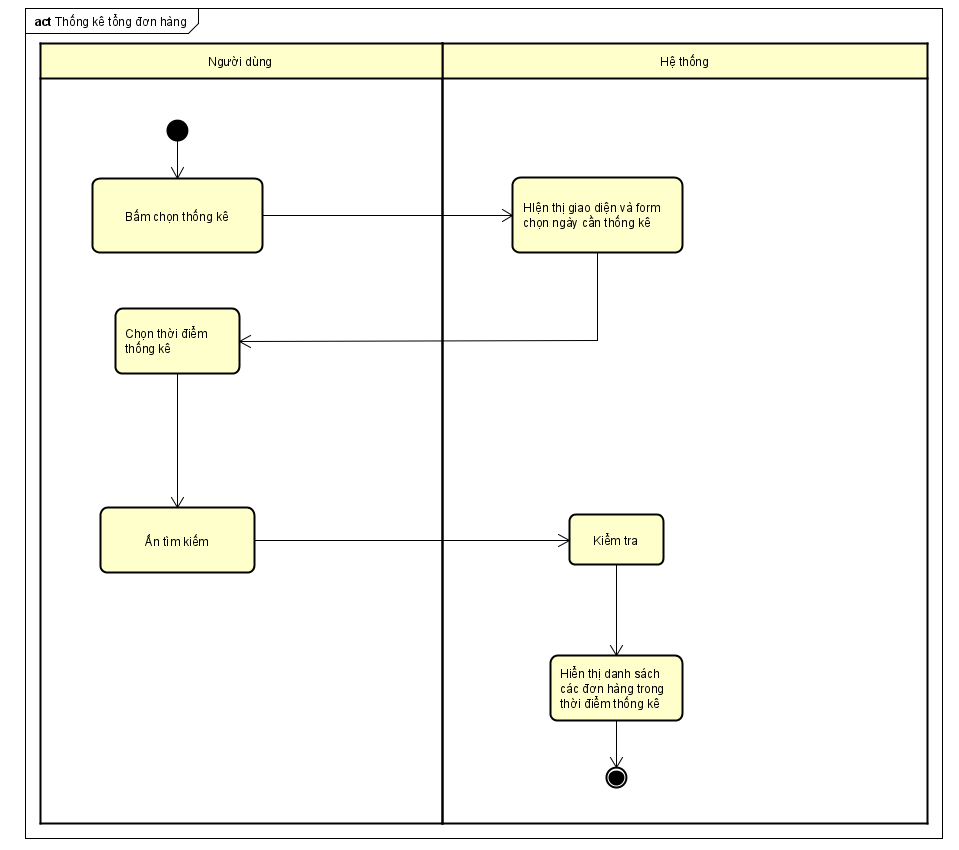 act Thống kê tổng đơn hàng
Người dùng
Hệ thống
Bấm chọn thống kê
HIện thị giao diện và form
chọn ngày cần thống kê
Chọn thời điểm
thống kê
Ấn tìm kiếm
Kiểm tra
Hiển thị danh sách
các đơn hàng trong
thời điểm thống kê